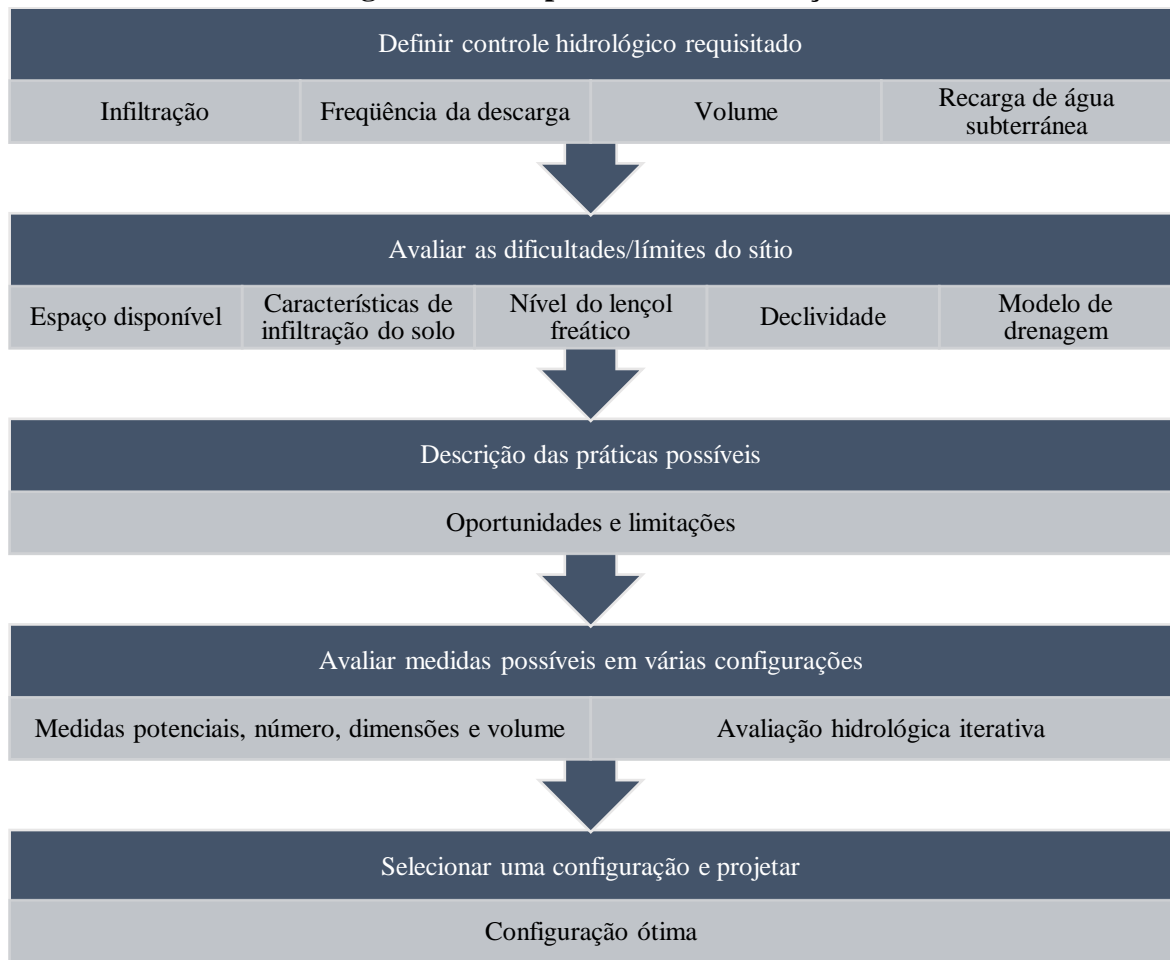 Definir controle hidrológico requisitado
Infiltração
Freqüência da descarga
Volume
Recarga de água
subterránea
Avaliar as dificultades/límites do sítio
Espaço disponível
Características de
infiltração do solo
Nível do lençol
freático
Declividade
Modelo de
drenagem
Descrição das práticas possíveis
Oportunidades e limitações
Avaliar medidas possíveis em várias configurações
Medidas potenciais, número, dimensões e volume
Avaliação hidrológica iterativa
Selecionar uma configuração e projetar
Configuração ótima